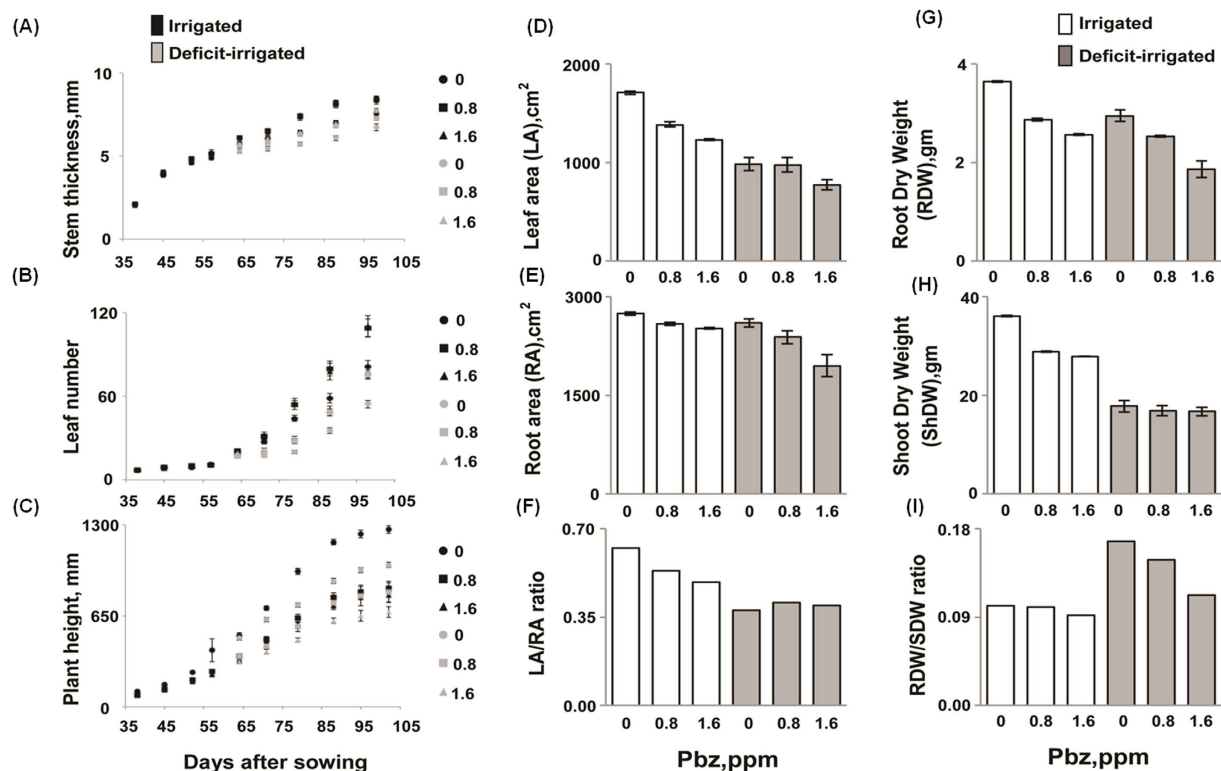 (A)
Irrigated
Deficit-irrigated
Stem thickness,mm
10
5
0
35 45 55 65 75 85 95 105
0
0.8
1.6
0
0.8
1.6
(B)
Leaf number
120
60
0
35 45 55 65 75 85 95 105
0
0.8
1.6
0
0.8
1.6
(C)
Plant height, mm
1300
650
0
35 45 55 65 75 85 95 105
0
0.8
1.6
0
0.8
1.6
Days after sowing
(D)
Leaf area (LA),cm²
2000
1000
0
0 0.8 1.6 0 0.8 1.6
(E)
Root area (RA),cm²
3000
1500
0
0 0.8 1.6 0 0.8 1.6
(F)
LA/RA ratio
0.70
0.35
0.00
0 0.8 1.6 0 0.8 1.6
Pbz,ppm
(G)
Irrigated
Deficit-irrigated
Root Dry Weight
(RDW),gm
4
2
0
0 0.8 1.6 0 0.8 1.6
(H)
Shoot Dry Weight
(ShDW),gm
40
20
0
0 0.8 1.6 0 0.8 1.6
(I)
RDW/SDW ratio
0.18
0.09
0.00
0 0.8 1.6 0 0.8 1.6
Pbz,ppm